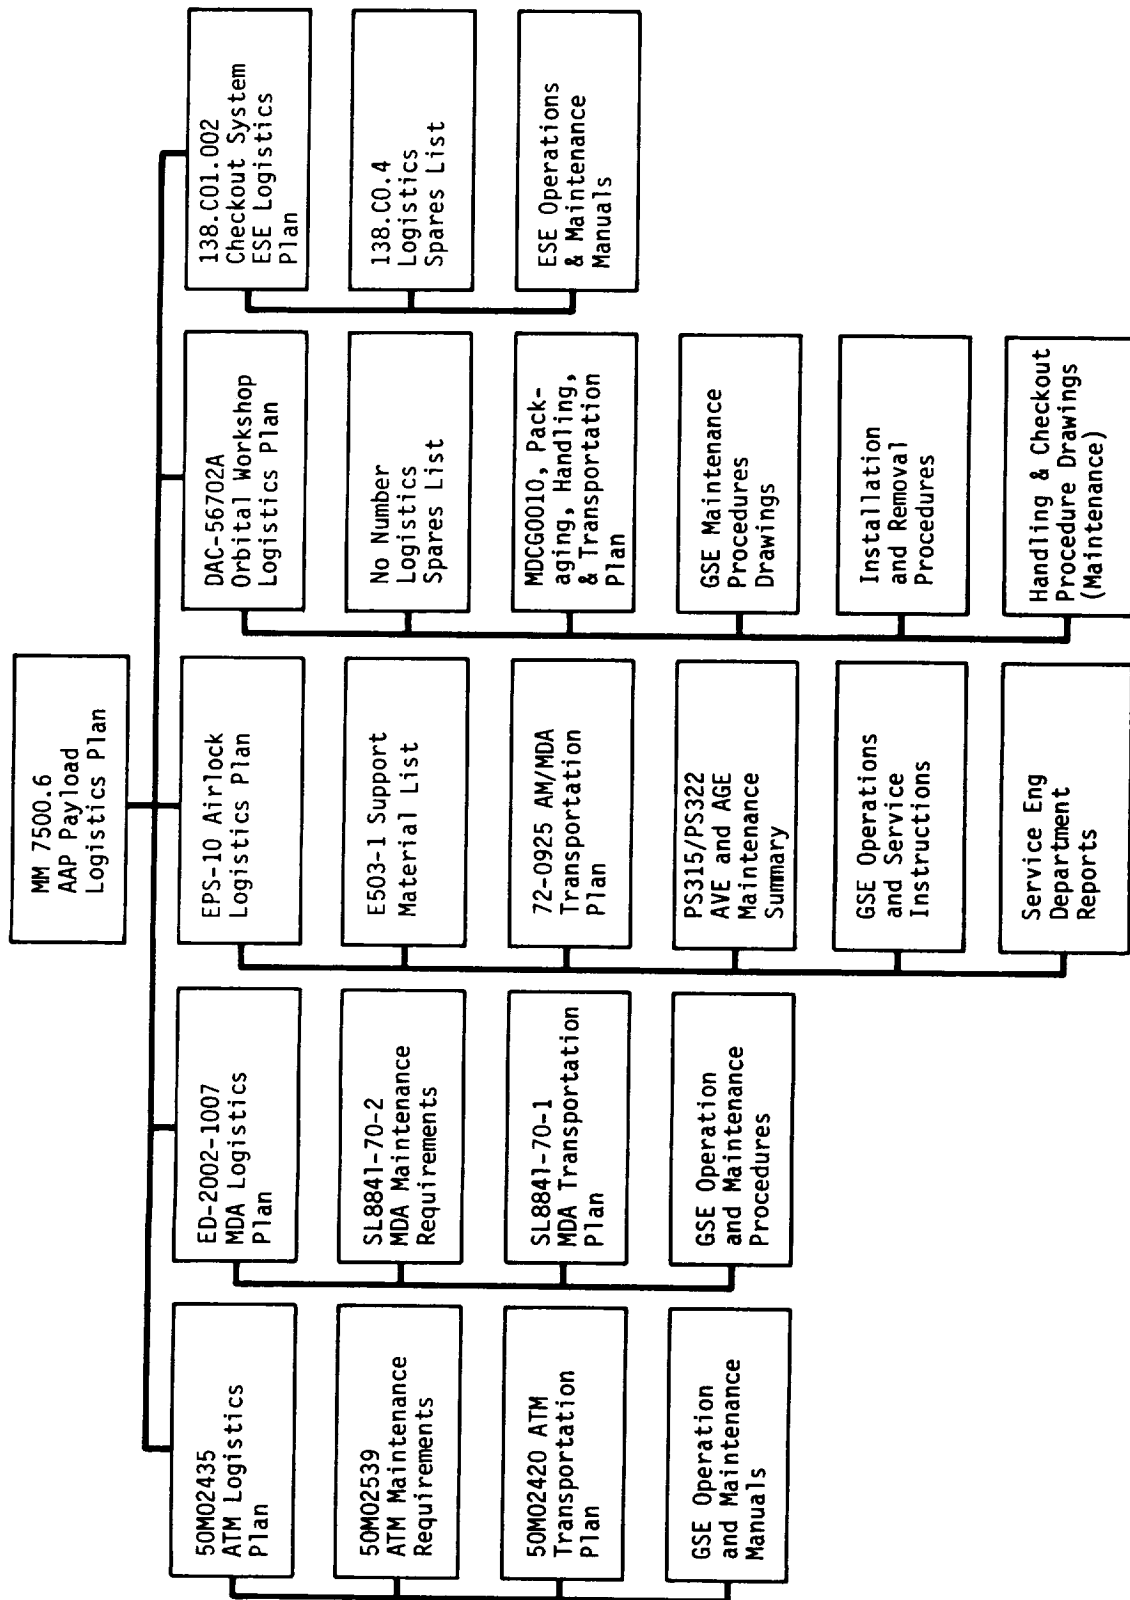 MM 7500.6
AAP Payload
Logistics Plan
50M02435
ATM Logistics
Plan
50M02539
ATM Maintenance
Requirements
50M02420 ATM
Transportation
Plan
GSE Operation
and Maintenance
Manuals
ED-2002-1007
MDA Logistics
Plan
SL8841-70-2
MDA Maintenance
Requirements
SL8841-70-1
MDA Transportation
Plan
GSE Operation
and Maintenance
Procedures
EPS-10 Airlock
Logistics Plan
E503-1 Support
Material List
72-0925 AM/MDA
Transportation
Plan
PS315/PS322
AVE and AGE
Maintenance
Summary
GSE Operations
and Service
Instructions
Service Eng
Department
Reports
DAC-56702A
Orbital Workshop
Logistics Plan
No Number
Logistics
Spares List
MDCG0010, Pack-
aging, Handling,
& Transportation
Plan
GSE Maintenance
Procedures
Drawings
Installation
and Removal
Procedures
Handling & Checkout
Procedure Drawings
(Maintenance)
138.C01.002
Checkout System
ESE Logistics
Plan
138.CO.4
Logistics
Spares List
ESE Operations
& Maintenance
Manuals